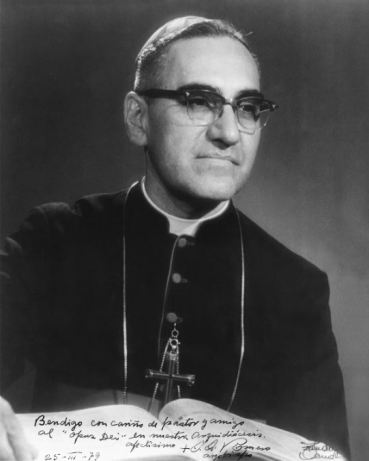 Bendigo con cariño de pastor y amigo
al "Opus Dei" en nuestra Arquidiócesis.
afectísimo + O. A. Romero
25-III-79